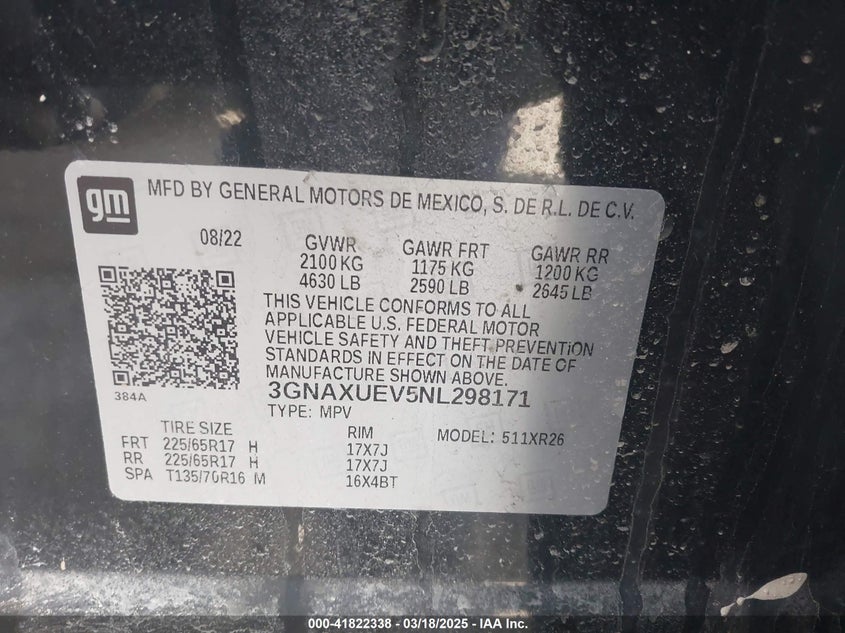 gm
MFD BY GENERAL MOTORS DE MEXICO, S. DE R.L. DE C.V.
08/22 GVWR GAWR FRT GAWR RR
2100 KG 1175 KG 1200 KG
4630 LB 2590 LB 2645 LB
THIS VEHICLE CONFORMS TO ALL
APPLICABLE U.S. FEDERAL MOTOR
VEHICLE SAFETY AND THEFT PREVENTION
STANDARDS IN EFFECT ON THE DATE OF
MANUFACTURE SHOWN ABOVE.
384A
3GNAXUEV5NL298171
TYPE: MPV
TIRE SIZE RIM MODEL: 511XR26
FRT 225/65R17 H 17X7J
RR 225/65R17 H 17X7J
SPA T135/70R16 M 16X4BT
000-41822338 - 03/18/2025 - IAA Inc.